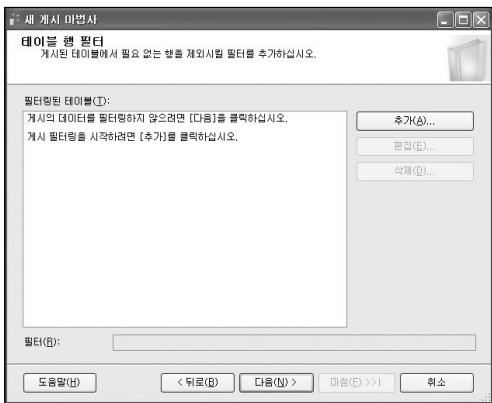 새 게시 마법사
테이블 행 필터
게시된 테이블에서 필요 없는 행을 제외시킬 필터를 추가하십시오.
필터링된 테이블(T):
게시의 데이터를 필터링하지 않으려면 [다음]을 클릭하십시오.
게시 필터링을 시작하려면 [추가]를 클릭하십시오.
추가(A)...
편집(E)...
삭제(D)...
필터(R):
도움말(H)
< 뒤로(B)
다음(N) >
마침(F) >>|
취소